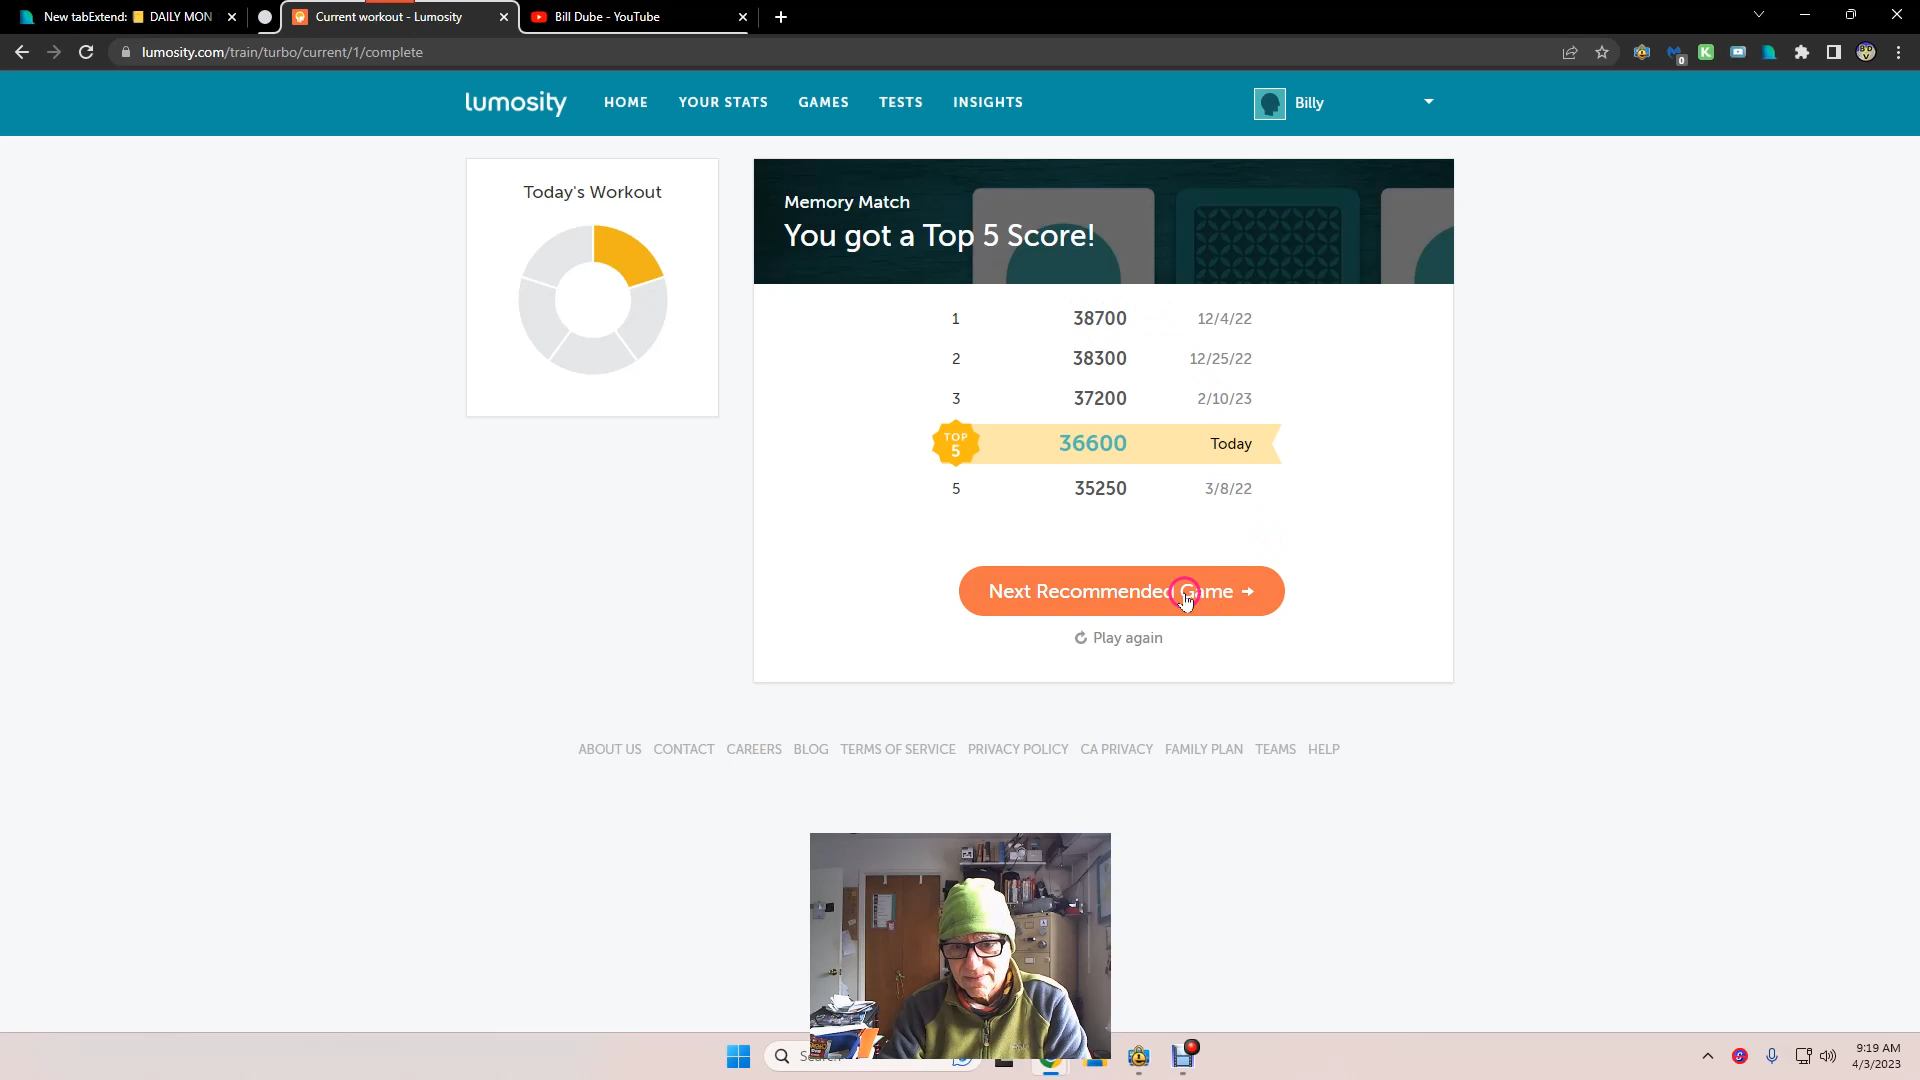 New tabExtend: DAILY MON
Current workout - Lumosity
Bill Dube - YouTube
lumosity.com/train/turbo/current/1/complete
0
K
lumosity
HOME
YOUR STATS
GAMES
TESTS
INSIGHTS
Billy
Today's Workout
Memory Match
You got a Top 5 Score!
1 38700 12/4/22
2 38300 12/25/22
3 37200 2/10/23
TOP
5
36600 Today
5 35250 3/8/22
Next Recommended Game →
Play again
ABOUT US CONTACT CAREERS BLOG TERMS OF SERVICE PRIVACY POLICY CA PRIVACY FAMILY PLAN TEAMS HELP
9:19 AM
4/3/2023